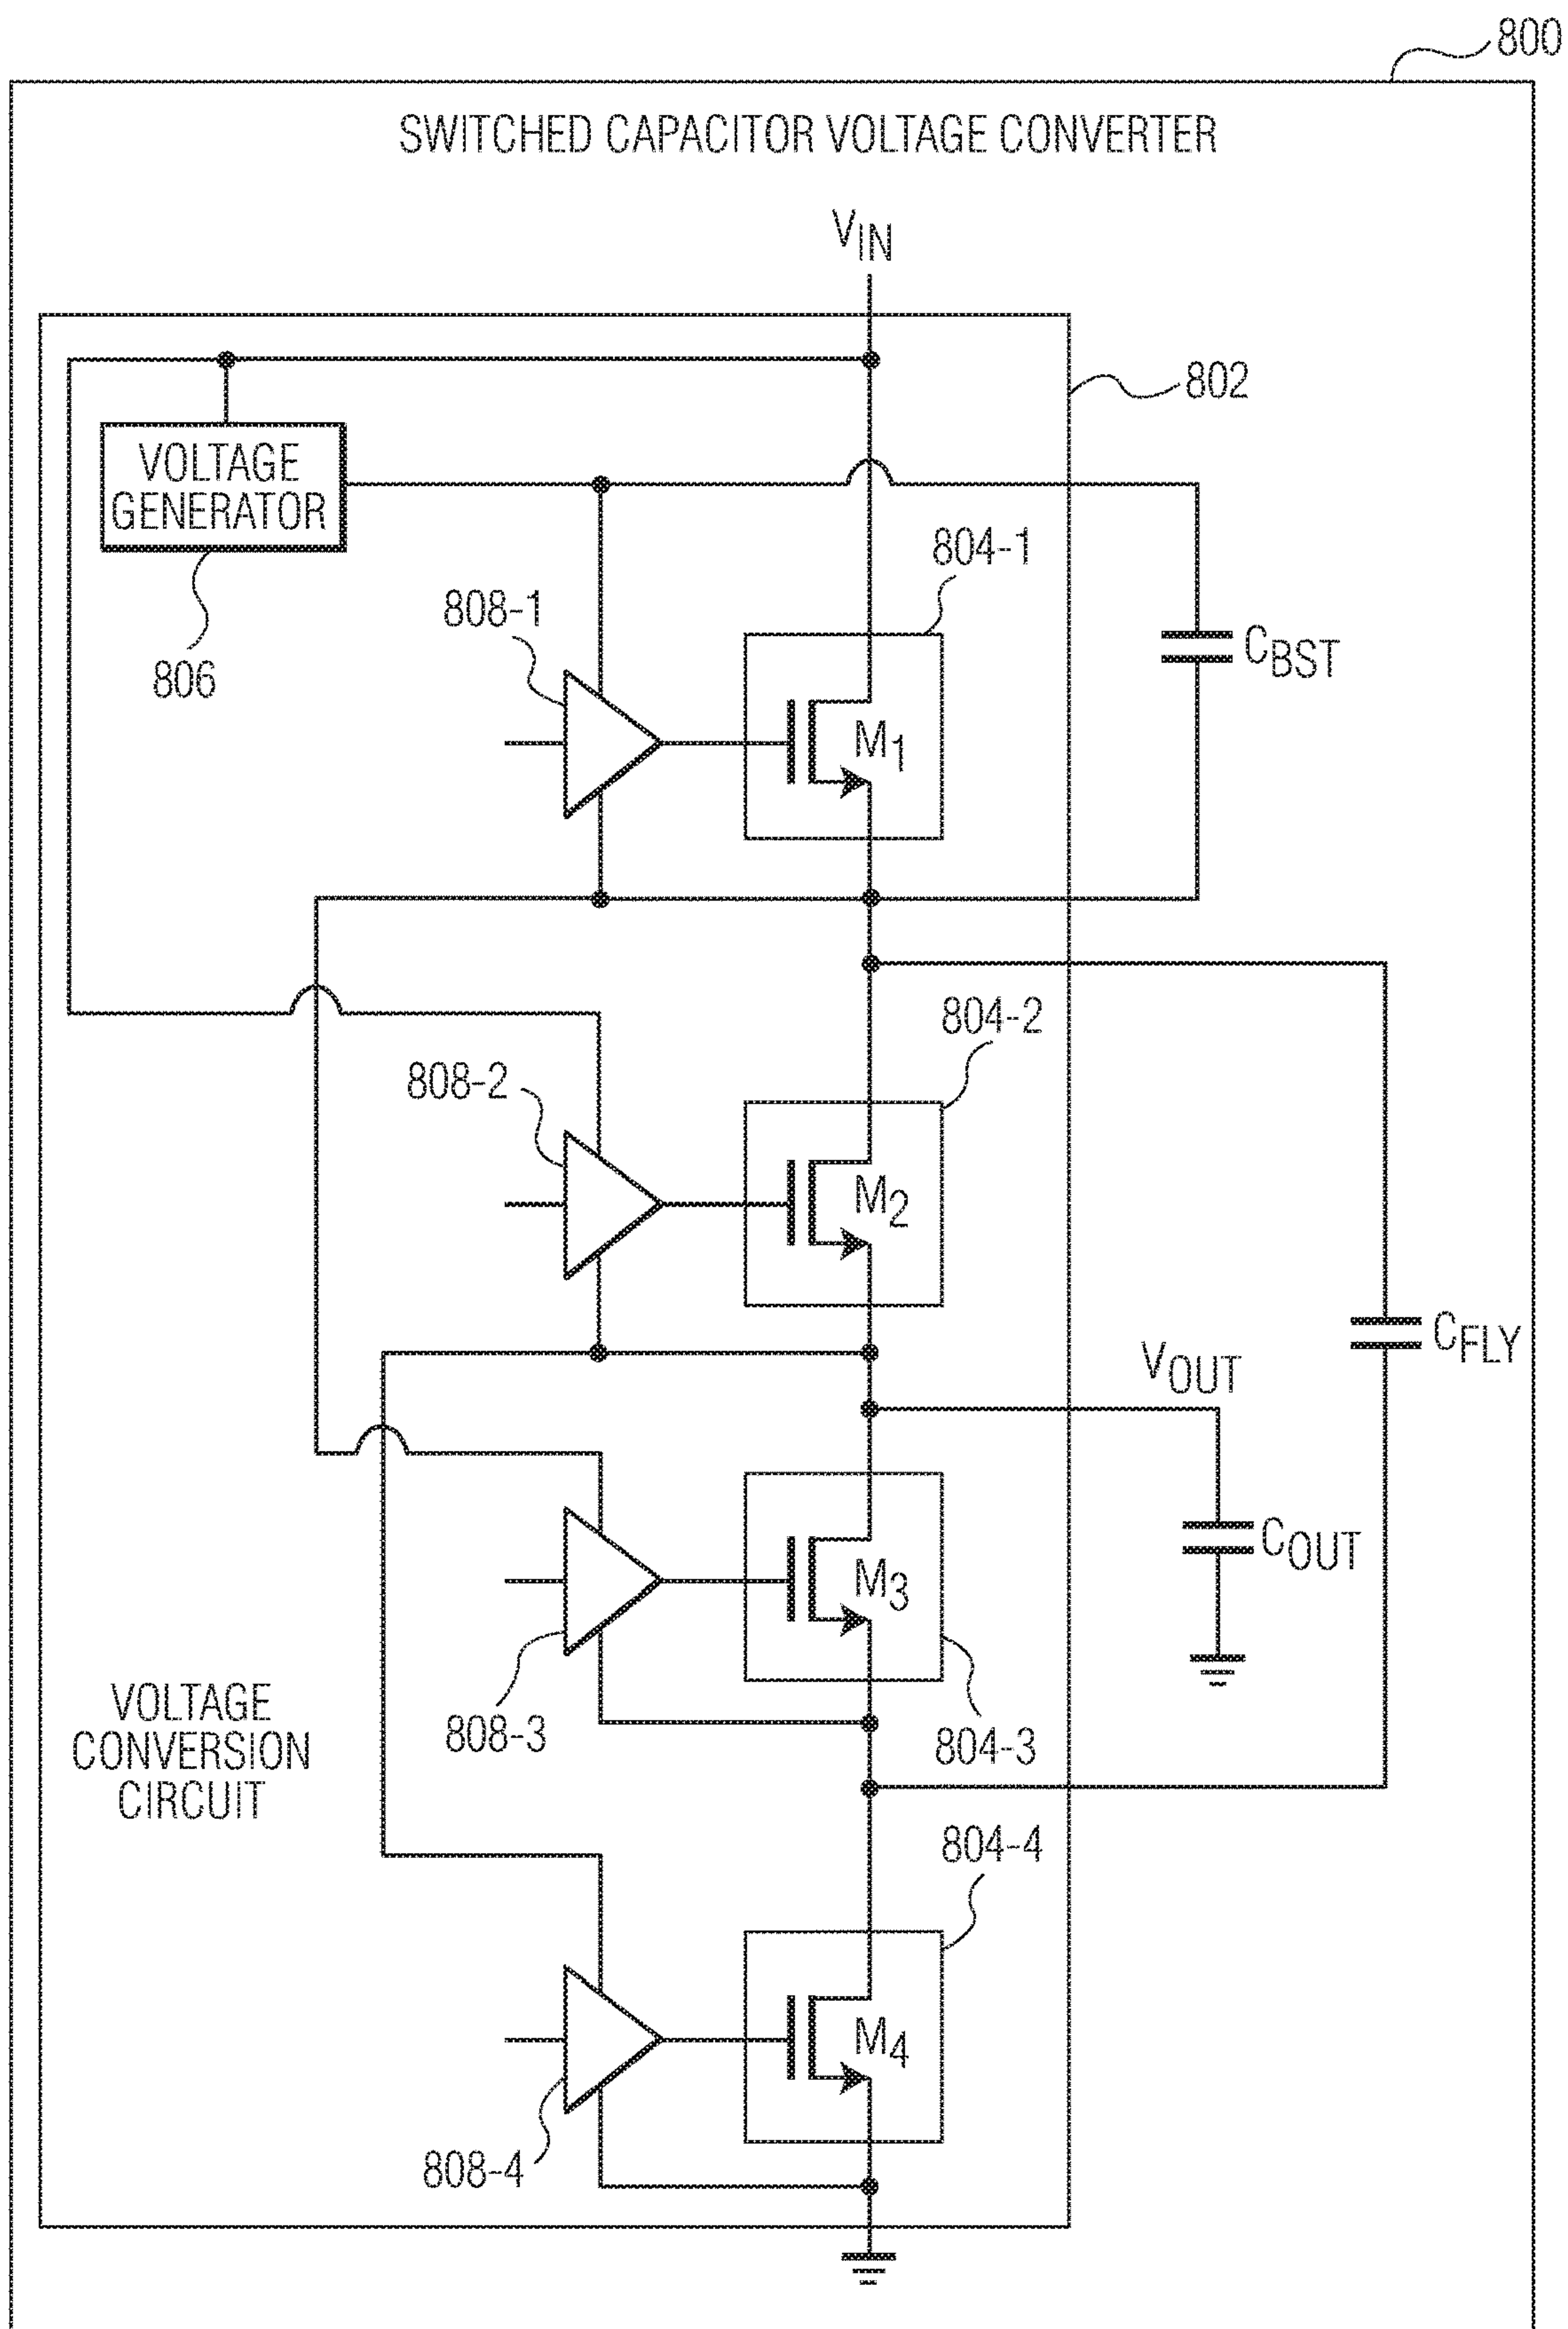 800
SWITCHED CAPACITOR VOLTAGE CONVERTER
VIN
802
VOLTAGE
GENERATOR
806
804-1
808-1
M1
CBST
804-2
808-2
M2
CFLY
VOUT
M3
COUT
808-3
804-3
VOLTAGE
CONVERSION
CIRCUIT
804-4
M4
808-4